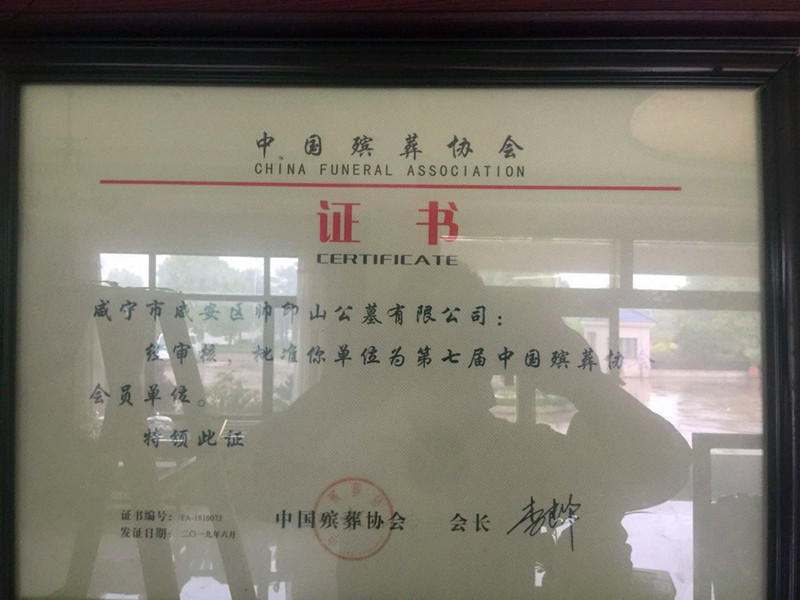 中国殡葬协会
CHINA FUNERAL ASSOCIATION
证书
CERTIFICATE
咸宁市咸安区帅印山公墓有限公司：
经审核，批准你单位为第七届中国殡葬协会
会员单位。
特颁此证
证书编号：
中国殡葬协会 会长
发证日期：二〇一九年六月